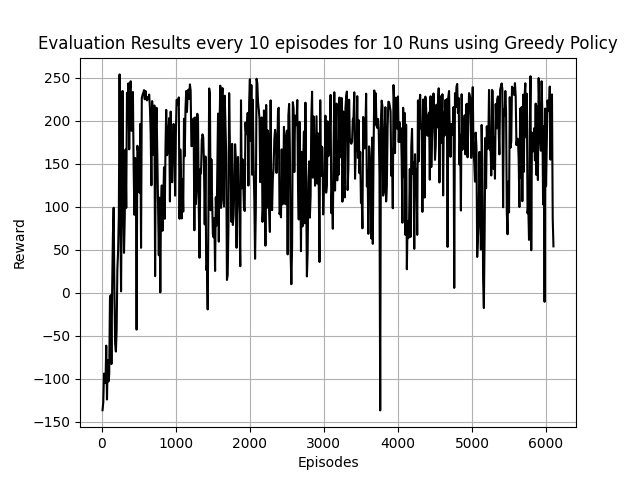 Evaluation Results every 10 episodes for 10 Runs using Greedy Policy
250
200
150
100
50
0
−50
−100
−150
Reward
0 1000 2000 3000 4000 5000 6000
Episodes